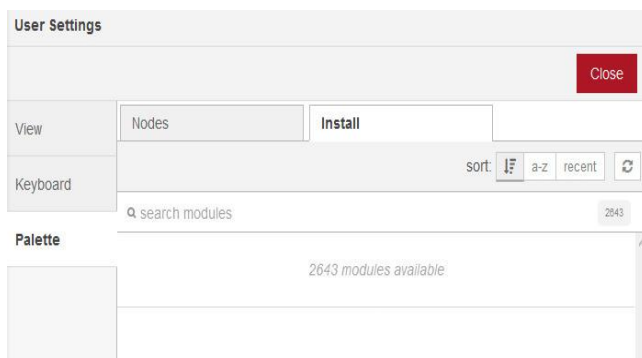 User Settings
Close
View
Nodes
Install
sort:
a-z
recent
Keyboard
search modules
2643
Palette
2643 modules available